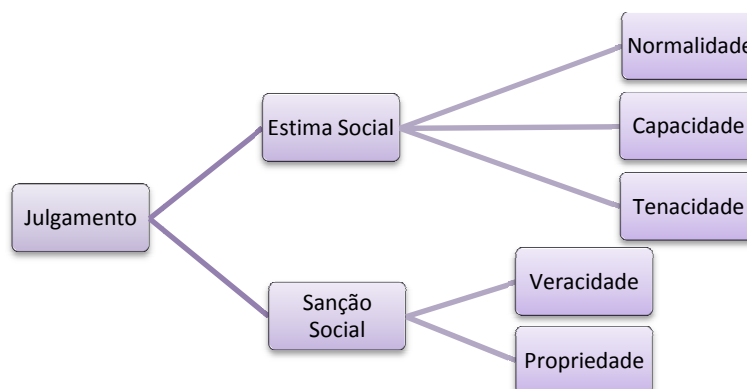 Normalidade
Estima Social
Capacidade
Julgamento
Tenacidade
Sanção
Social
Veracidade
Propriedade